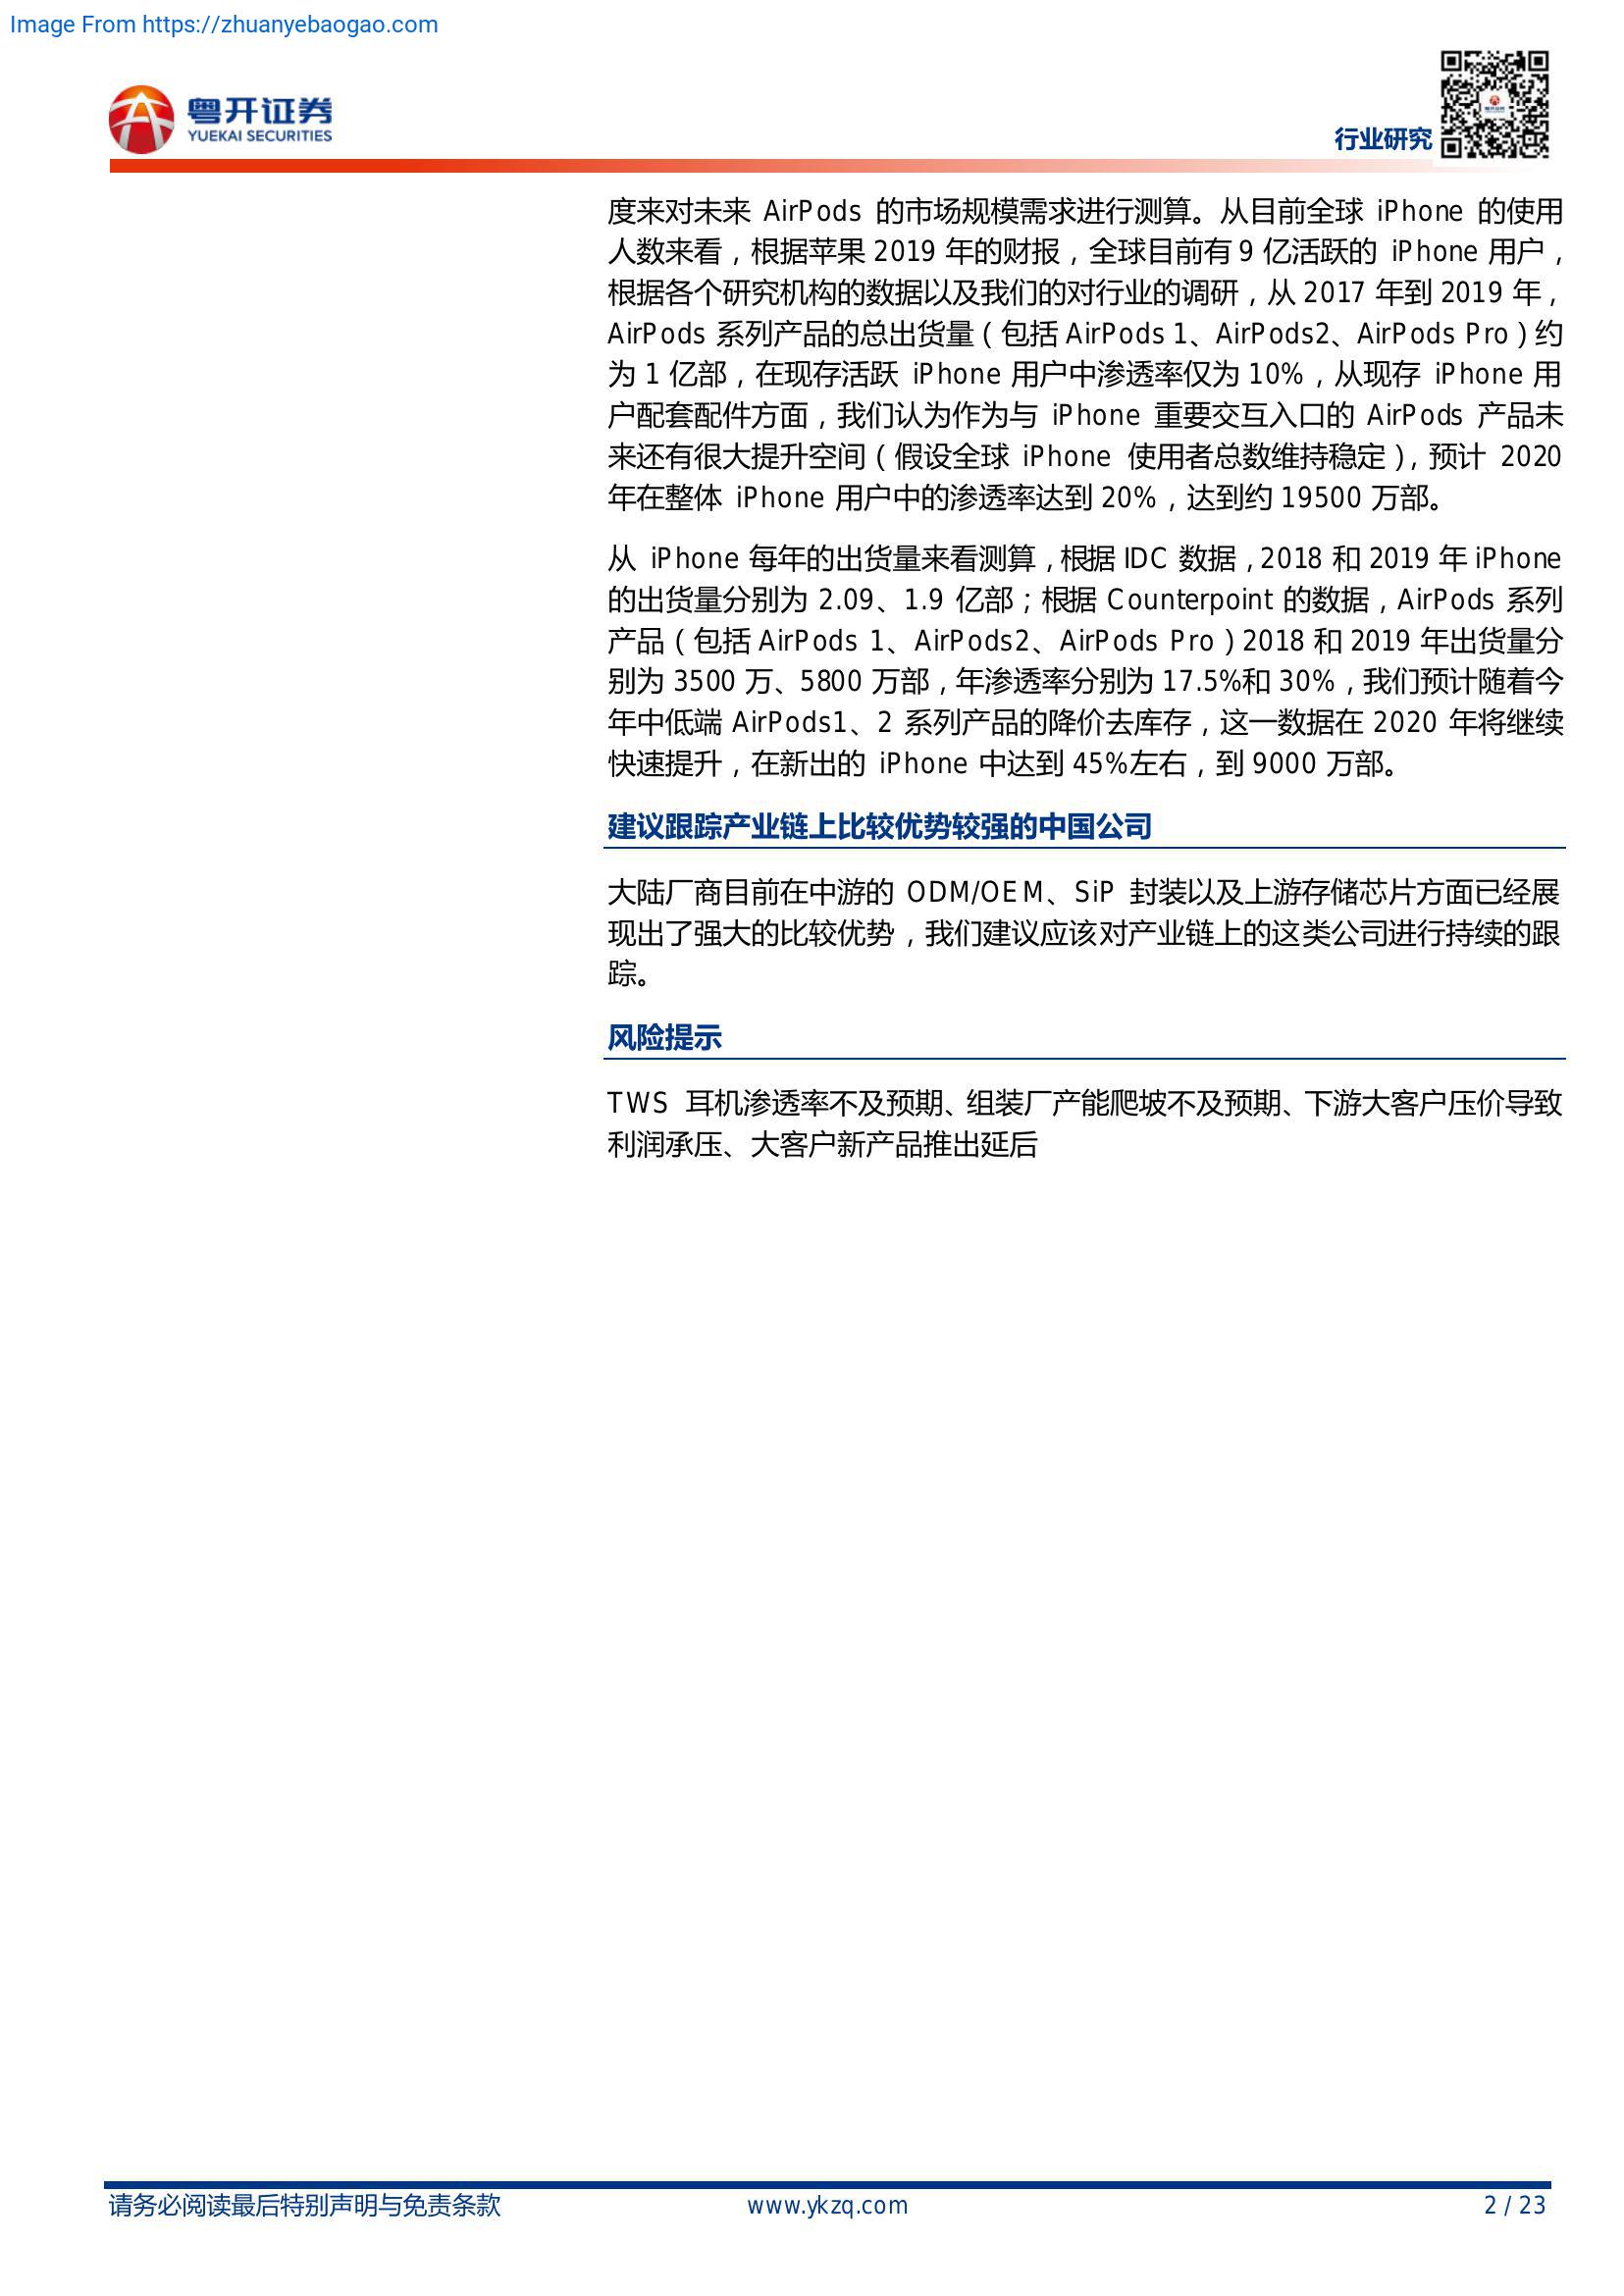 Image From https://zhuanyebaogao.com
粤开证券
YUEKAI SECURITIES
行业研究
度来对未来 AirPods 的市场规模需求进行测算。从目前全球 iPhone 的使用
人数来看，根据苹果 2019 年的财报，全球目前有 9 亿活跃的 iPhone 用户，
根据各个研究机构的数据以及我们的对行业的调研，从 2017 年到 2019 年，
AirPods 系列产品的总出货量（包括 AirPods 1、AirPods2、AirPods Pro）约
为 1 亿部，在现存活跃 iPhone 用户中渗透率仅为 10%，从现存 iPhone 用
户配套配件方面，我们认为作为与 iPhone 重要交互入口的 AirPods 产品未
来还有很大提升空间（假设全球 iPhone 使用者总数维持稳定），预计 2020
年在整体 iPhone 用户中的渗透率达到 20%，达到约 19500 万部。
从 iPhone 每年的出货量来看测算，根据 IDC 数据，2018 和 2019 年 iPhone
的出货量分别为 2.09、1.9 亿部；根据 Counterpoint 的数据，AirPods 系列
产品（包括 AirPods 1、AirPods2、AirPods Pro）2018 和 2019 年出货量分
别为 3500 万、5800 万部，年渗透率分别为 17.5%和 30%，我们预计随着今
年中低端 AirPods1、2 系列产品的降价去库存，这一数据在 2020 年将继续
快速提升，在新出的 iPhone 中达到 45%左右，到 9000 万部。
建议跟踪产业链上比较优势较强的中国公司
大陆厂商目前在中游的 ODM/OEM、SiP 封装以及上游存储芯片方面已经展
现出了强大的比较优势，我们建议应该对产业链上的这类公司进行持续的跟
踪。
风险提示
TWS 耳机渗透率不及预期、组装厂产能爬坡不及预期、下游大客户压价导致
利润承压、大客户新产品推出延后
请务必阅读最后特别声明与免责条款
www.ykzq.com
2 / 23